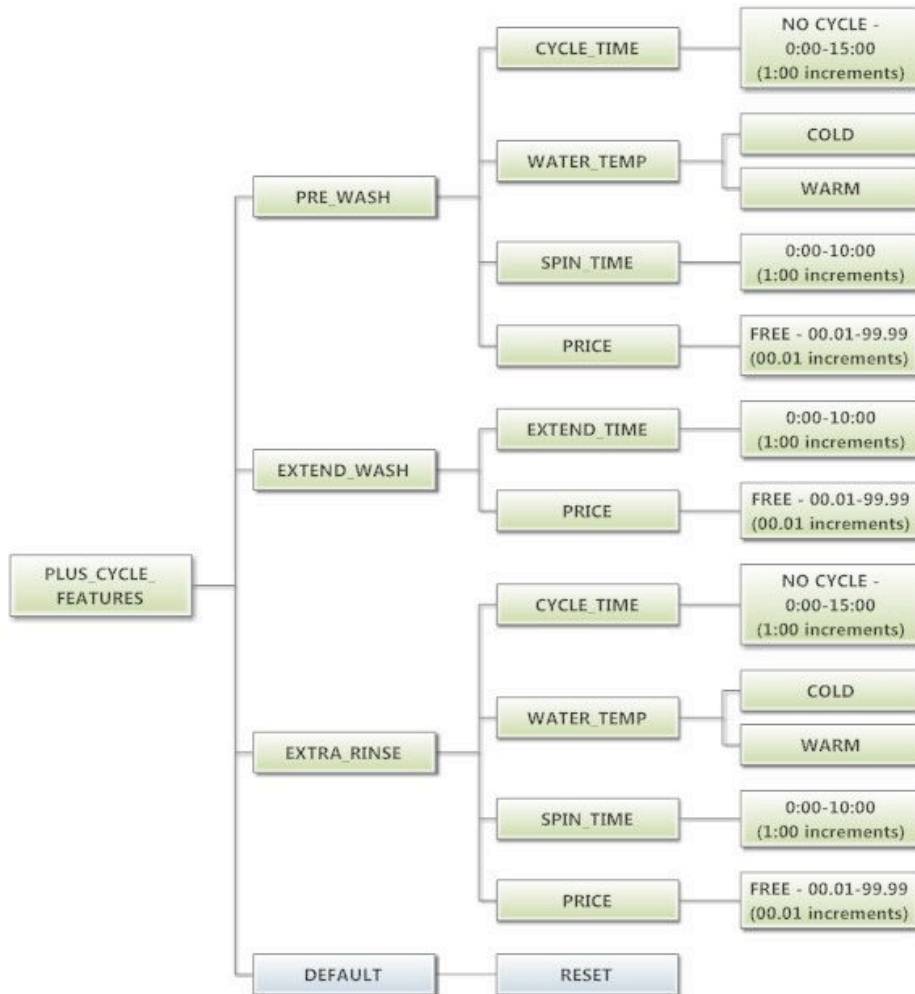 CYCLE_TIME
NO CYCLE -
0:00-15:00
(1:00 increments)
WATER_TEMP
COLD
WARM
PRE_WASH
SPIN_TIME
0:00-10:00
(1:00 increments)
PRICE
FREE - 00.01-99.99
(00.01 increments)
EXTEND_WASH
EXTEND_TIME
0:00-10:00
(1:00 increments)
PRICE
FREE - 00.01-99.99
(00.01 increments)
PLUS_CYCLE_
FEATURES
CYCLE_TIME
NO CYCLE -
0:00-15:00
(1:00 increments)
WATER_TEMP
COLD
WARM
EXTRA_RINSE
SPIN_TIME
0:00-10:00
(1:00 increments)
PRICE
FREE - 00.01-99.99
(00.01 increments)
DEFAULT
RESET